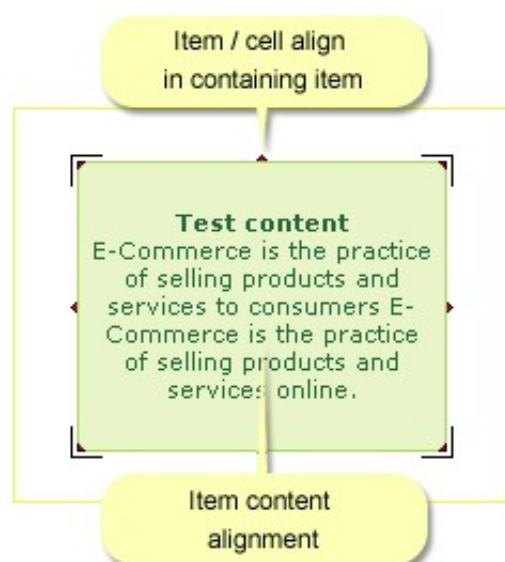 Item / cell align
in containing item
Test content
E-Commerce is the practice
of selling products and
services to consumers E-
Commerce is the practice
of selling products and
services online.
Item content
alignment